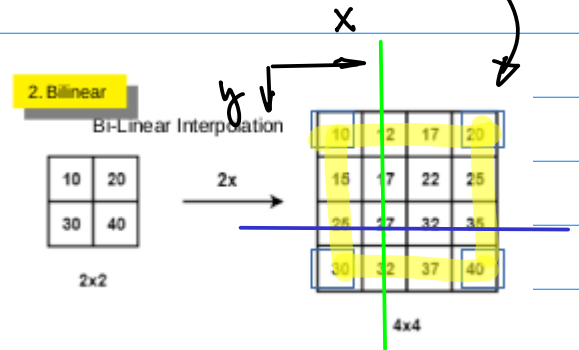 X
2. Bilinear
y
Bi-Linear Interpolation
10 20
30 40
2x2
2x
10 12 17 20
15 17 22 25
25 27 32 35
30 32 37 40
4x4